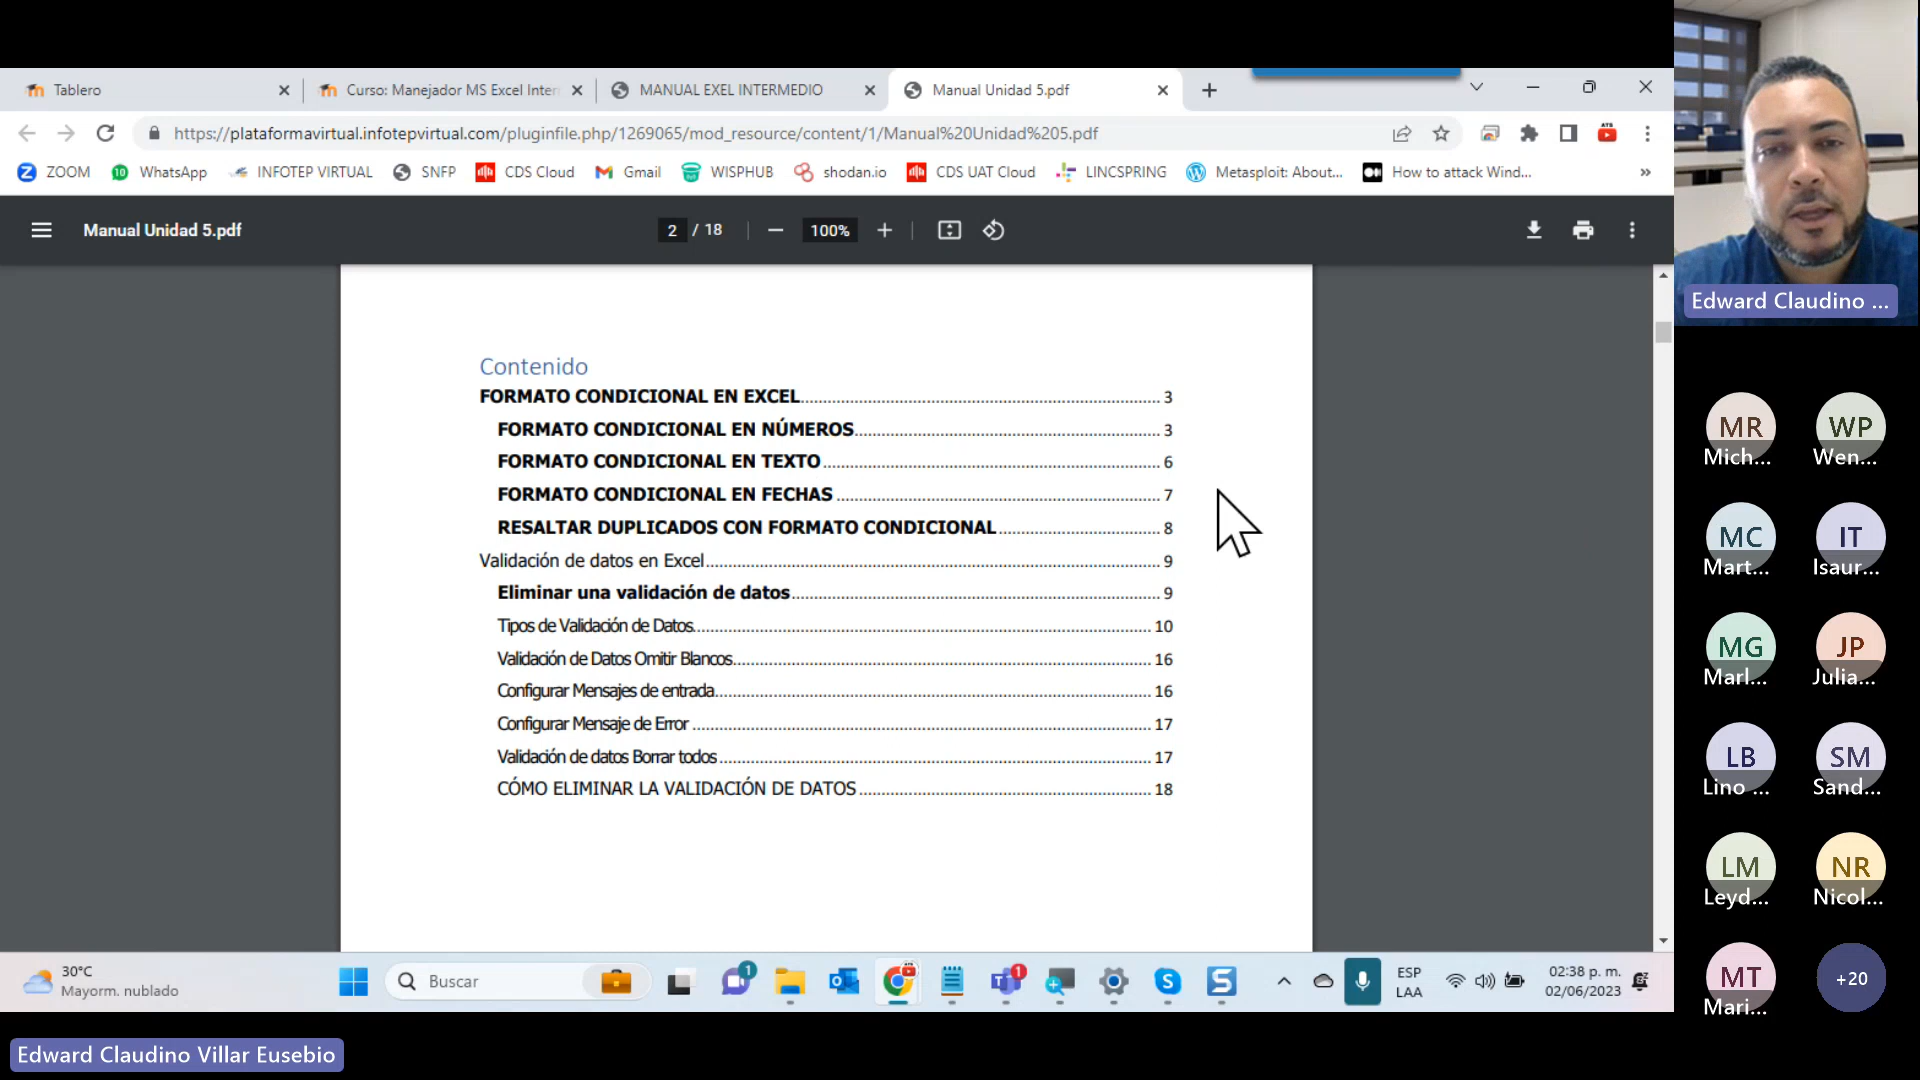 Tablero
Curso: Manejador MS Excel Inter
MANUAL EXEL INTERMEDIO
Manual Unidad 5.pdf
https://plataformavirtual.infotepvirtual.com/pluginfile.php/1269065/mod_resource/content/1/Manual%20Unidad%205.pdf
ZOOM
WhatsApp
INFOTEP VIRTUAL
SNFP
CDS Cloud
Gmail
WISPHUB
shodan.io
CDS UAT Cloud
LINCSPRING
Metasploit: About...
How to attack Wind...
»
Manual Unidad 5.pdf
2 / 18
100%
Edward Claudino ...
Contenido
FORMATO CONDICIONAL EN EXCEL 3
FORMATO CONDICIONAL EN NÚMEROS 3
FORMATO CONDICIONAL EN TEXTO 6
FORMATO CONDICIONAL EN FECHAS 7
RESALTAR DUPLICADOS CON FORMATO CONDICIONAL 8
Validación de datos en Excel 9
Eliminar una validación de datos 9
Tipos de Validación de Datos 10
Validación de Datos Omitir Blancos 16
Configurar Mensajes de entrada 16
Configurar Mensaje de Error 17
Validación de datos Borrar todos 17
CÓMO ELIMINAR LA VALIDACIÓN DE DATOS 18
MR
Mich...
WP
Wen...
MC
Mart...
IT
Isaur...
MG
Marl...
JP
Julia...
LB
Lino ...
SM
Sand...
LM
Leyd...
NR
Nicol...
MT
Mari...
+20
30°C
Mayorm. nublado
Buscar
1
1
ESP
LAA
02:38 p. m.
02/06/2023
Edward Claudino Villar Eusebio